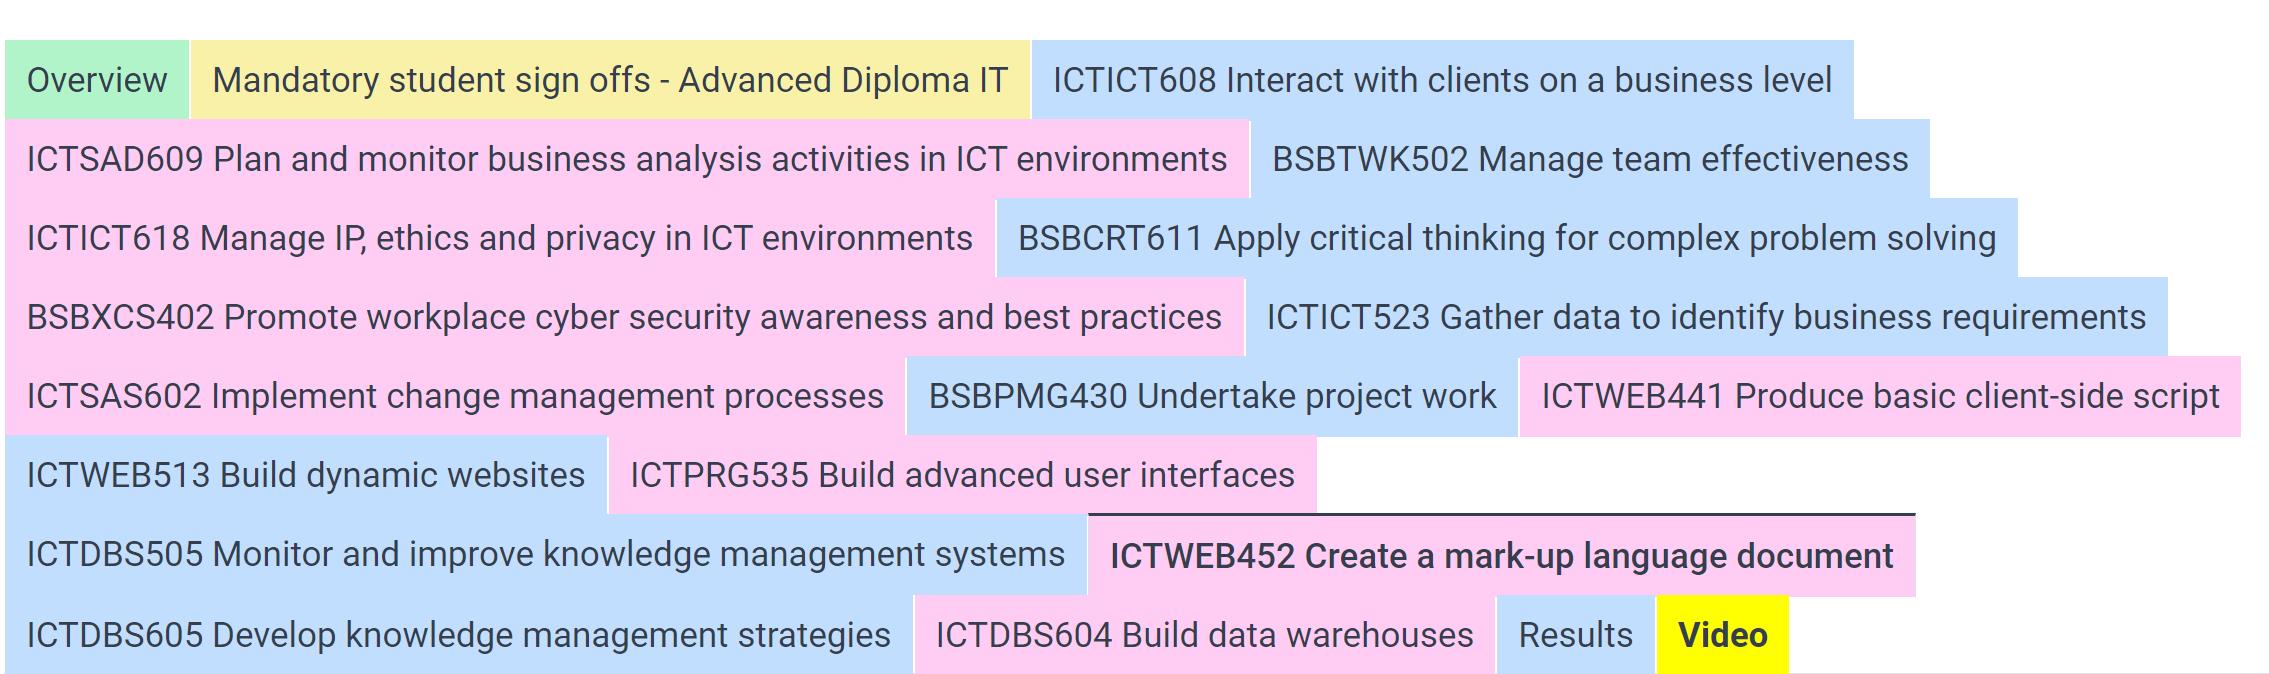 Overview Mandatory student sign offs - Advanced Diploma IT ICTICT608 Interact with clients on a business level
ICTSAD609 Plan and monitor business analysis activities in ICT environments BSBTWK502 Manage team effectiveness
ICTICT618 Manage IP, ethics and privacy in ICT environments BSBCRT611 Apply critical thinking for complex problem solving
BSBXCS402 Promote workplace cyber security awareness and best practices ICTICT523 Gather data to identify business requirements
ICTSAS602 Implement change management processes BSBPMG430 Undertake project work ICTWEB441 Produce basic client-side script
ICTWEB513 Build dynamic websites ICTPRG535 Build advanced user interfaces
ICTDBS505 Monitor and improve knowledge management systems ICTWEB452 Create a mark-up language document
ICTDBS605 Develop knowledge management strategies ICTDBS604 Build data warehouses Results Video